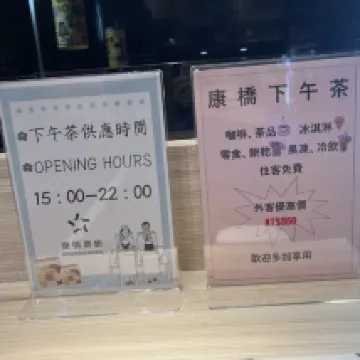 下午茶供應時間
OPENING HOURS
15:00—22:00
康橋下午茶
咖啡、茶品 冰淇淋
零食、餅乾 果凍、冷飲
住客免費
外客優惠價
歡迎多加享用